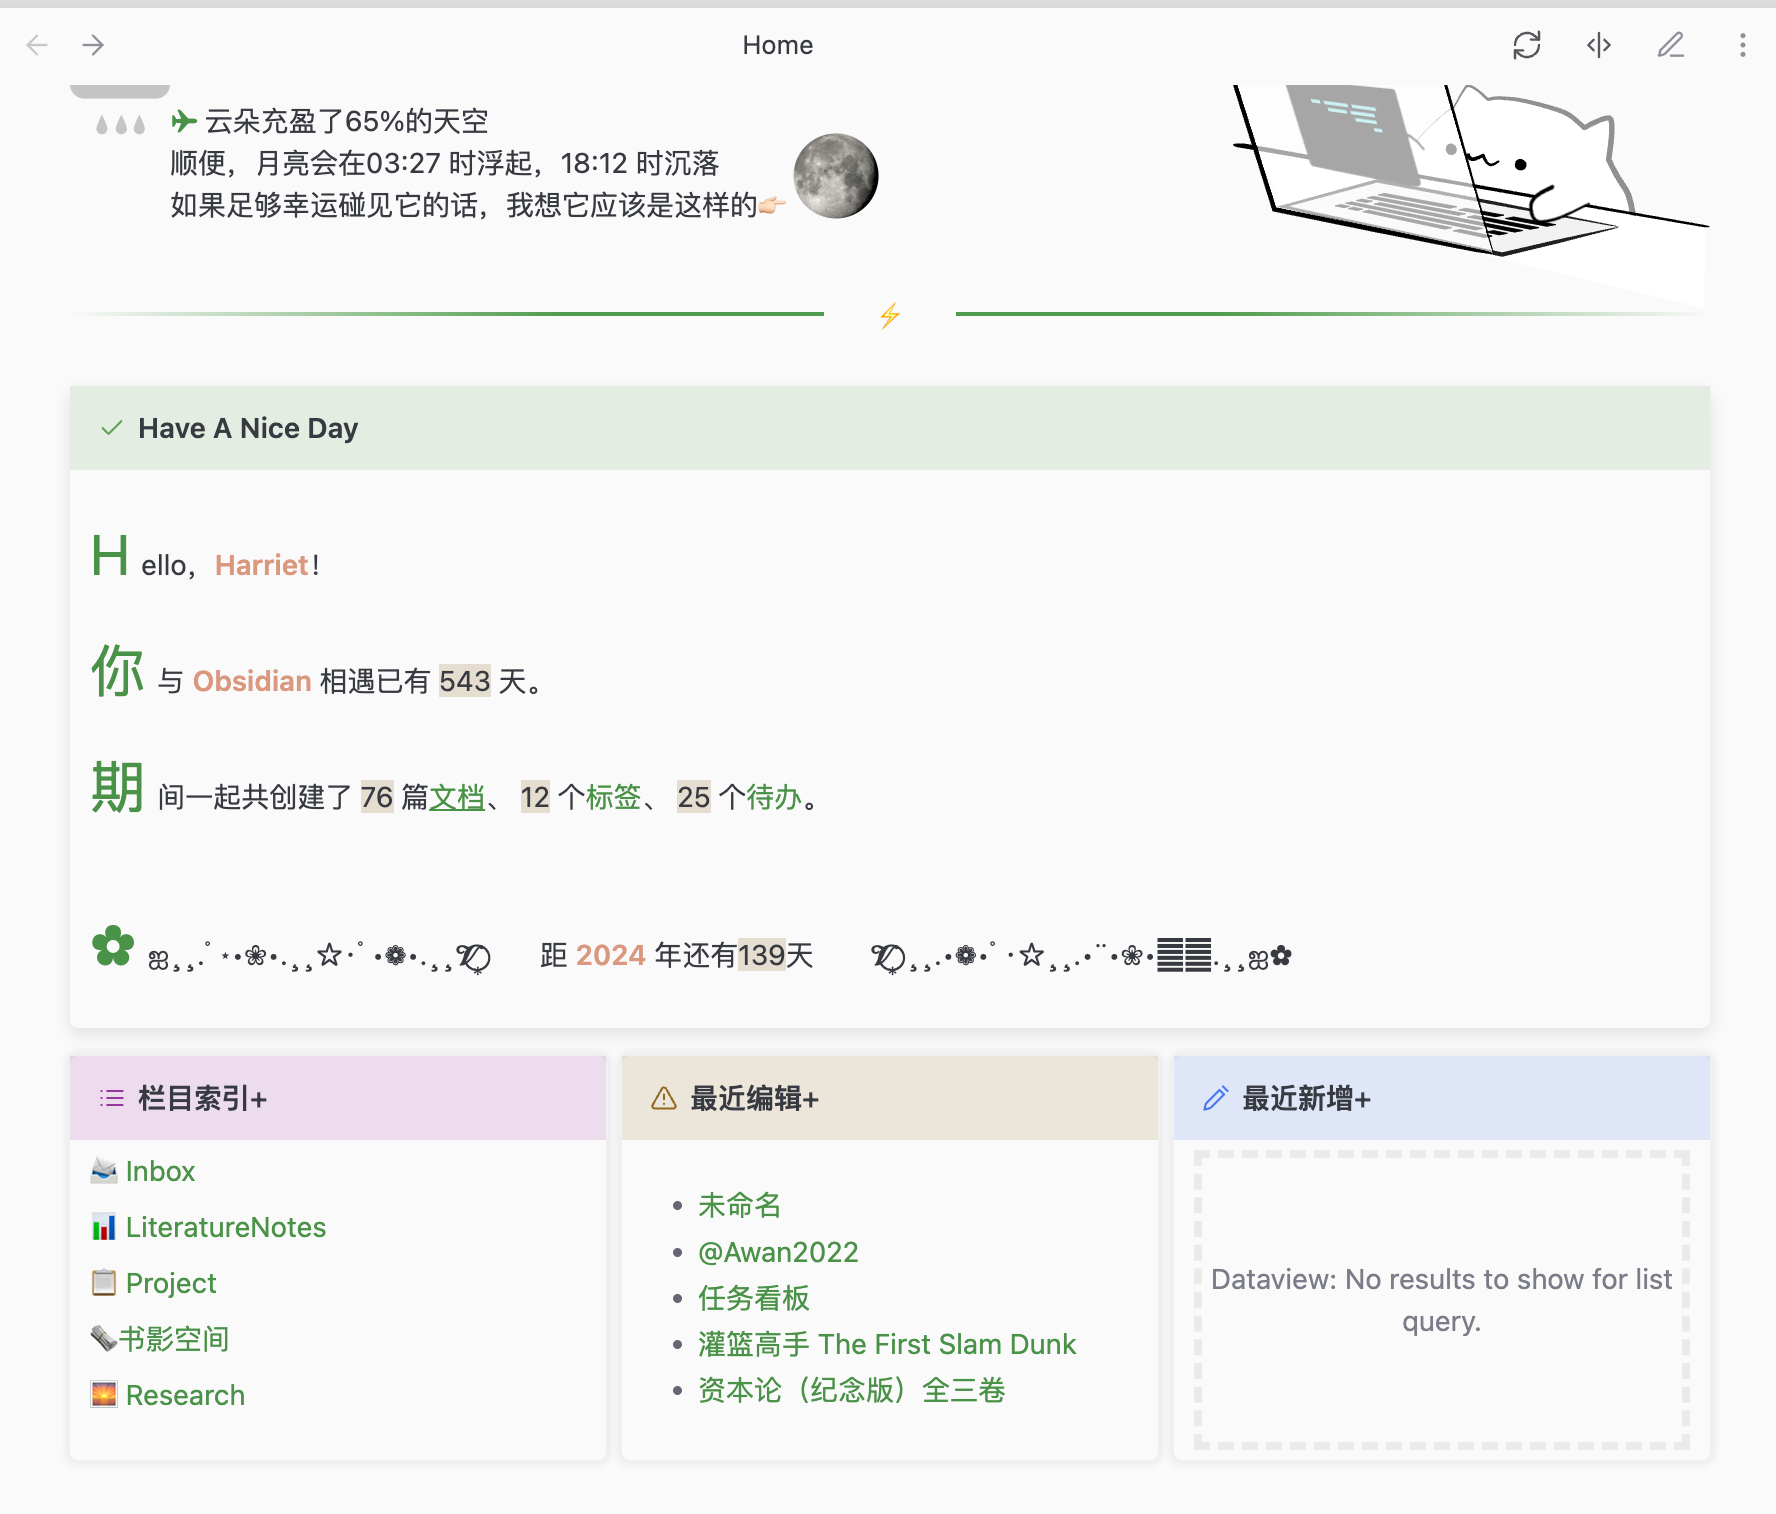 Home
云朵充盈了65%的天空
顺便，月亮会在03:27 时浮起，18:12 时沉落
如果足够幸运碰见它的话，我想它应该是这样的👉🏻
⚡
Have A Nice Day
Hello，Harriet！
你 与 Obsidian 相遇已有 543 天。
期 间一起共创建了 76 篇文档、 12 个标签、 25 个待办。
距 2024 年还有139天
栏目索引+
Inbox
LiteratureNotes
Project
书影空间
Research
最近编辑+
未命名
@Awan2022
任务看板
灌篮高手 The First Slam Dunk
资本论（纪念版）全三卷
最近新增+
Dataview: No results to show for list
query.